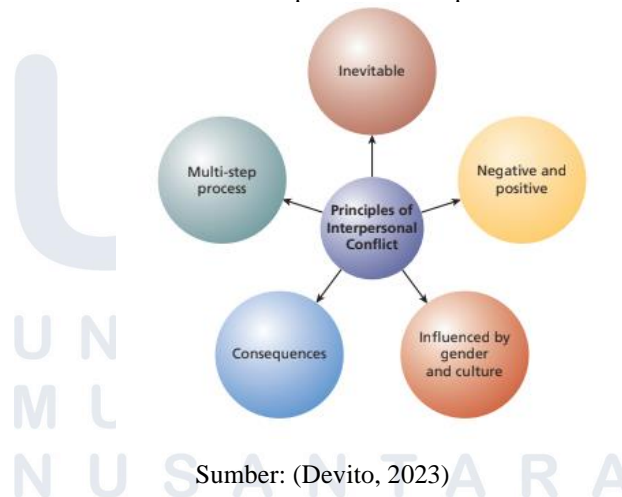 Inevitable
Multi-step
process
Negative and
positive
Principles of
Interpersonal
Conflict
Consequences
Influenced by
gender
and culture
U N
M U
N U S A N T A R A
Sumber: (Devito, 2023)